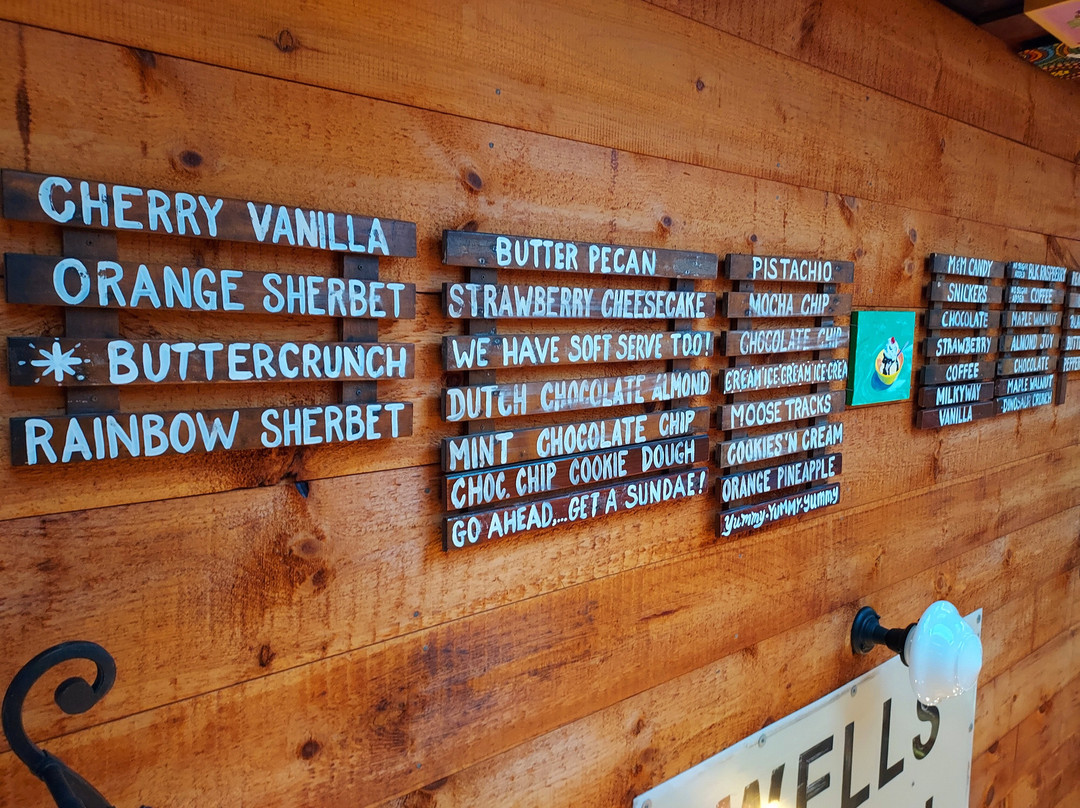 CHERRY VANILLA
ORANGE SHERBET
BUTTERCRUNCH
RAINBOW SHERBET
BUTTER PECAN
STRAWBERRY CHEESECAKE
WE HAVE SOFT SERVE TOO!
DUTCH CHOCOLATE ALMOND
MINT CHOCOLATE CHIP
CHOC. CHIP COOKIE DOUGH
GO AHEAD,...GET A SUNDAE!
PISTACHIO
MOCHA CHIP
CHOCOLATE CHIP
CREAM ICE CREAM ICE CREA
MOOSE TRACKS
COOKIES'N CREAM
ORANGE PINEAPPLE
Yummy·YUMMY·yummy
M&M CANDY
SNICKERS
CHOCOLATE
STRAWBERRY
COFFEE
MILKYWAY
VANILLA
BLK RASPBERRY
COFFEE
MAPLE WALNUT
ALMOND JOY
CHOCOLATE
MAPLE WALNUT
DINOSAUR CRUNCH
WELLS